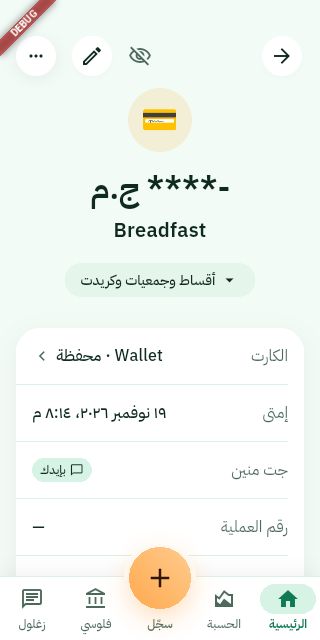 DEBUG
-**** ج.م
Breadfast
أقساط وجمعيات وكريدت
الكارت
Wallet · محفظة
إمتى
١٩ نوفمبر ٢٠٢٦، ٨:١٤ م
جت منين
بإيدك
رقم العملية
—
الرئيسية
الحسبة
سجّل
فلوسي
زغلول